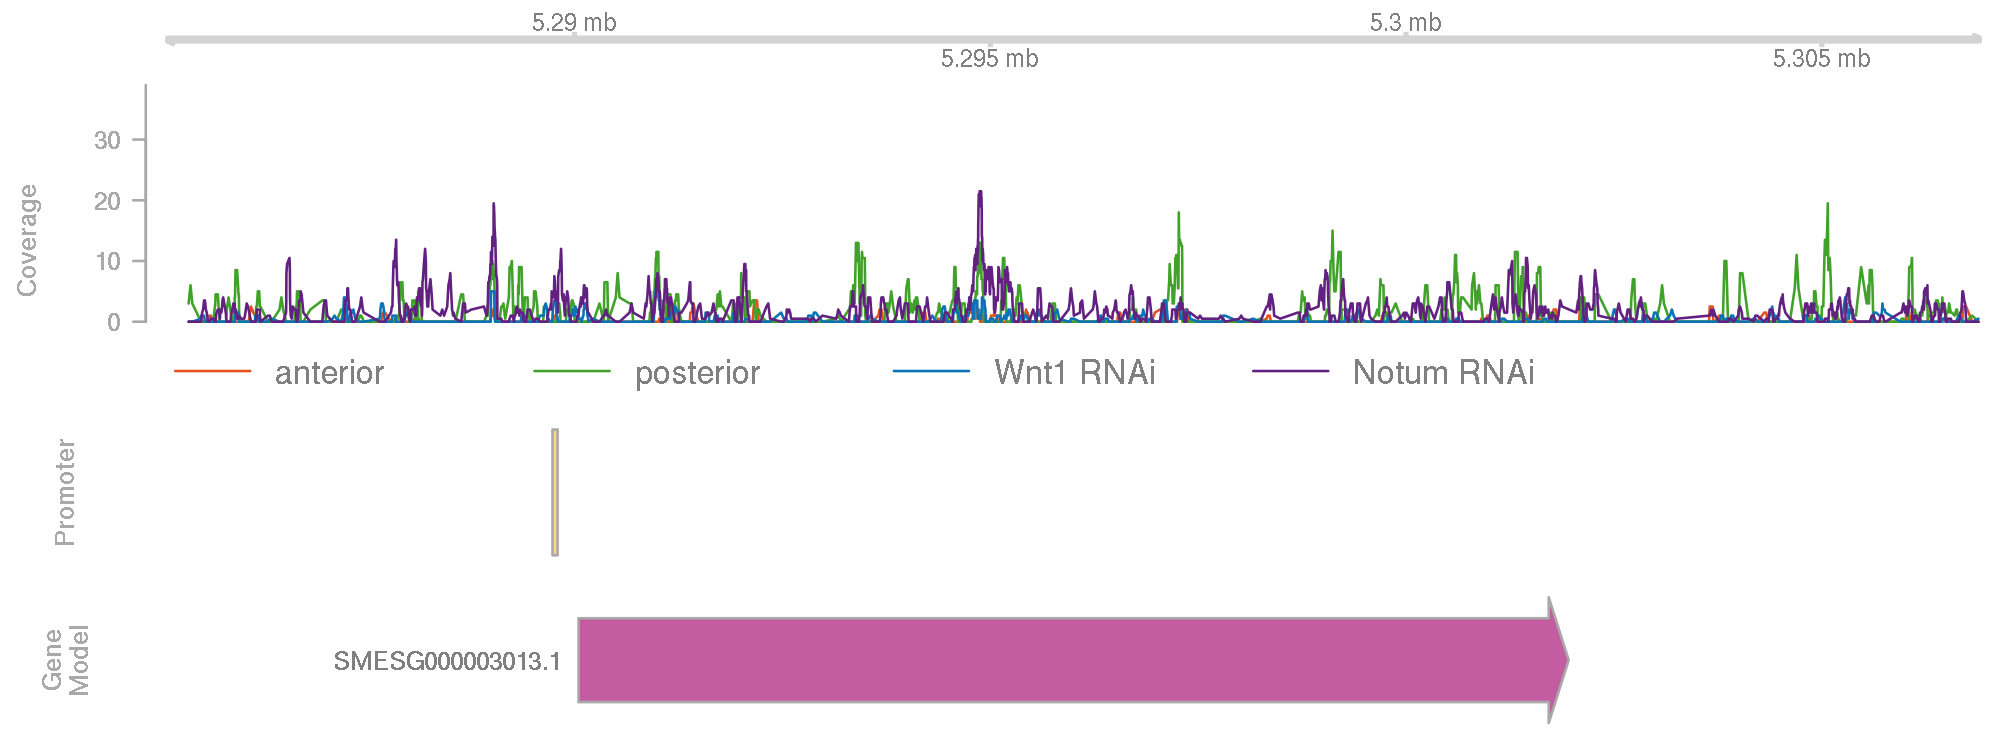 5.29 mb
5.3 mb
5.295 mb
5.305 mb
Coverage
30
20
10
0
anterior
posterior
Wnt1 RNAi
Notum RNAi
Promoter
Gene
Model
SMESG000003013.1